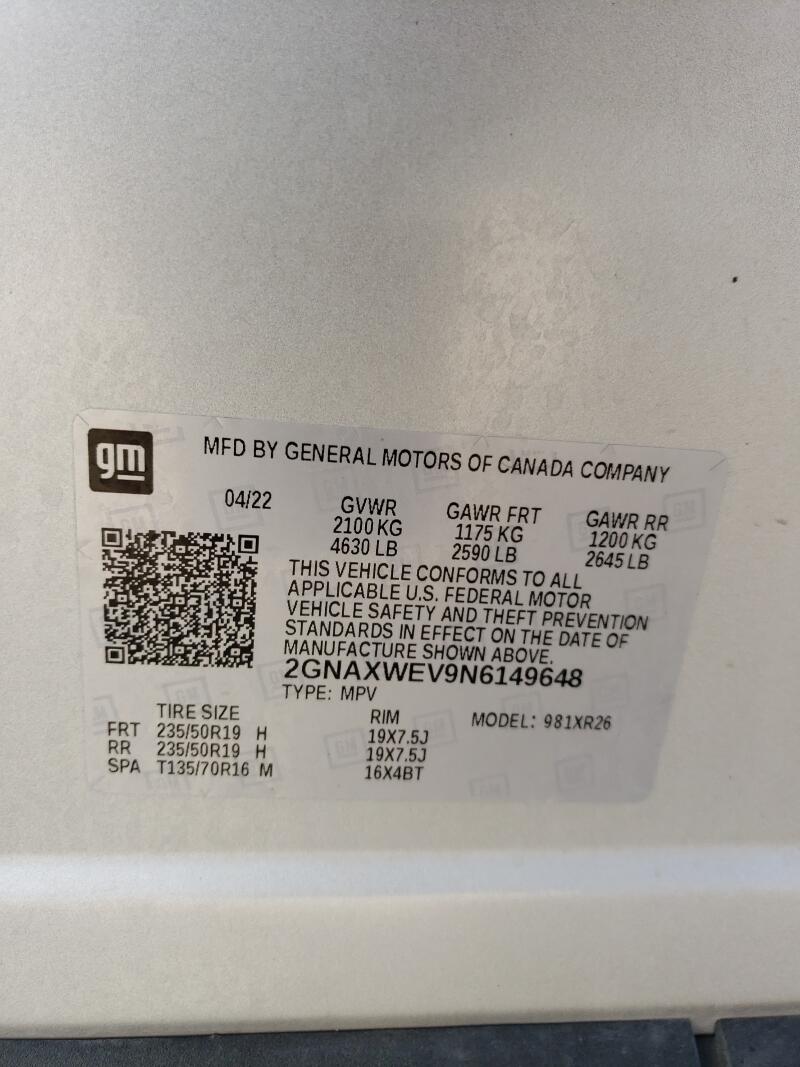 gm
MFD BY GENERAL MOTORS OF CANADA COMPANY
04/22 GVWR GAWR FRT GAWR RR
2100 KG 1175 KG 1200 KG
4630 LB 2590 LB 2645 LB
THIS VEHICLE CONFORMS TO ALL
APPLICABLE U.S. FEDERAL MOTOR
VEHICLE SAFETY AND THEFT PREVENTION
STANDARDS IN EFFECT ON THE DATE OF
MANUFACTURE SHOWN ABOVE.
2GNAXWEV9N6149648
TYPE: MPV
TIRE SIZE RIM MODEL: 981XR26
FRT 235/50R19 H 19X7.5J
RR 235/50R19 H 19X7.5J
SPA T135/70R16 M 16X4BT